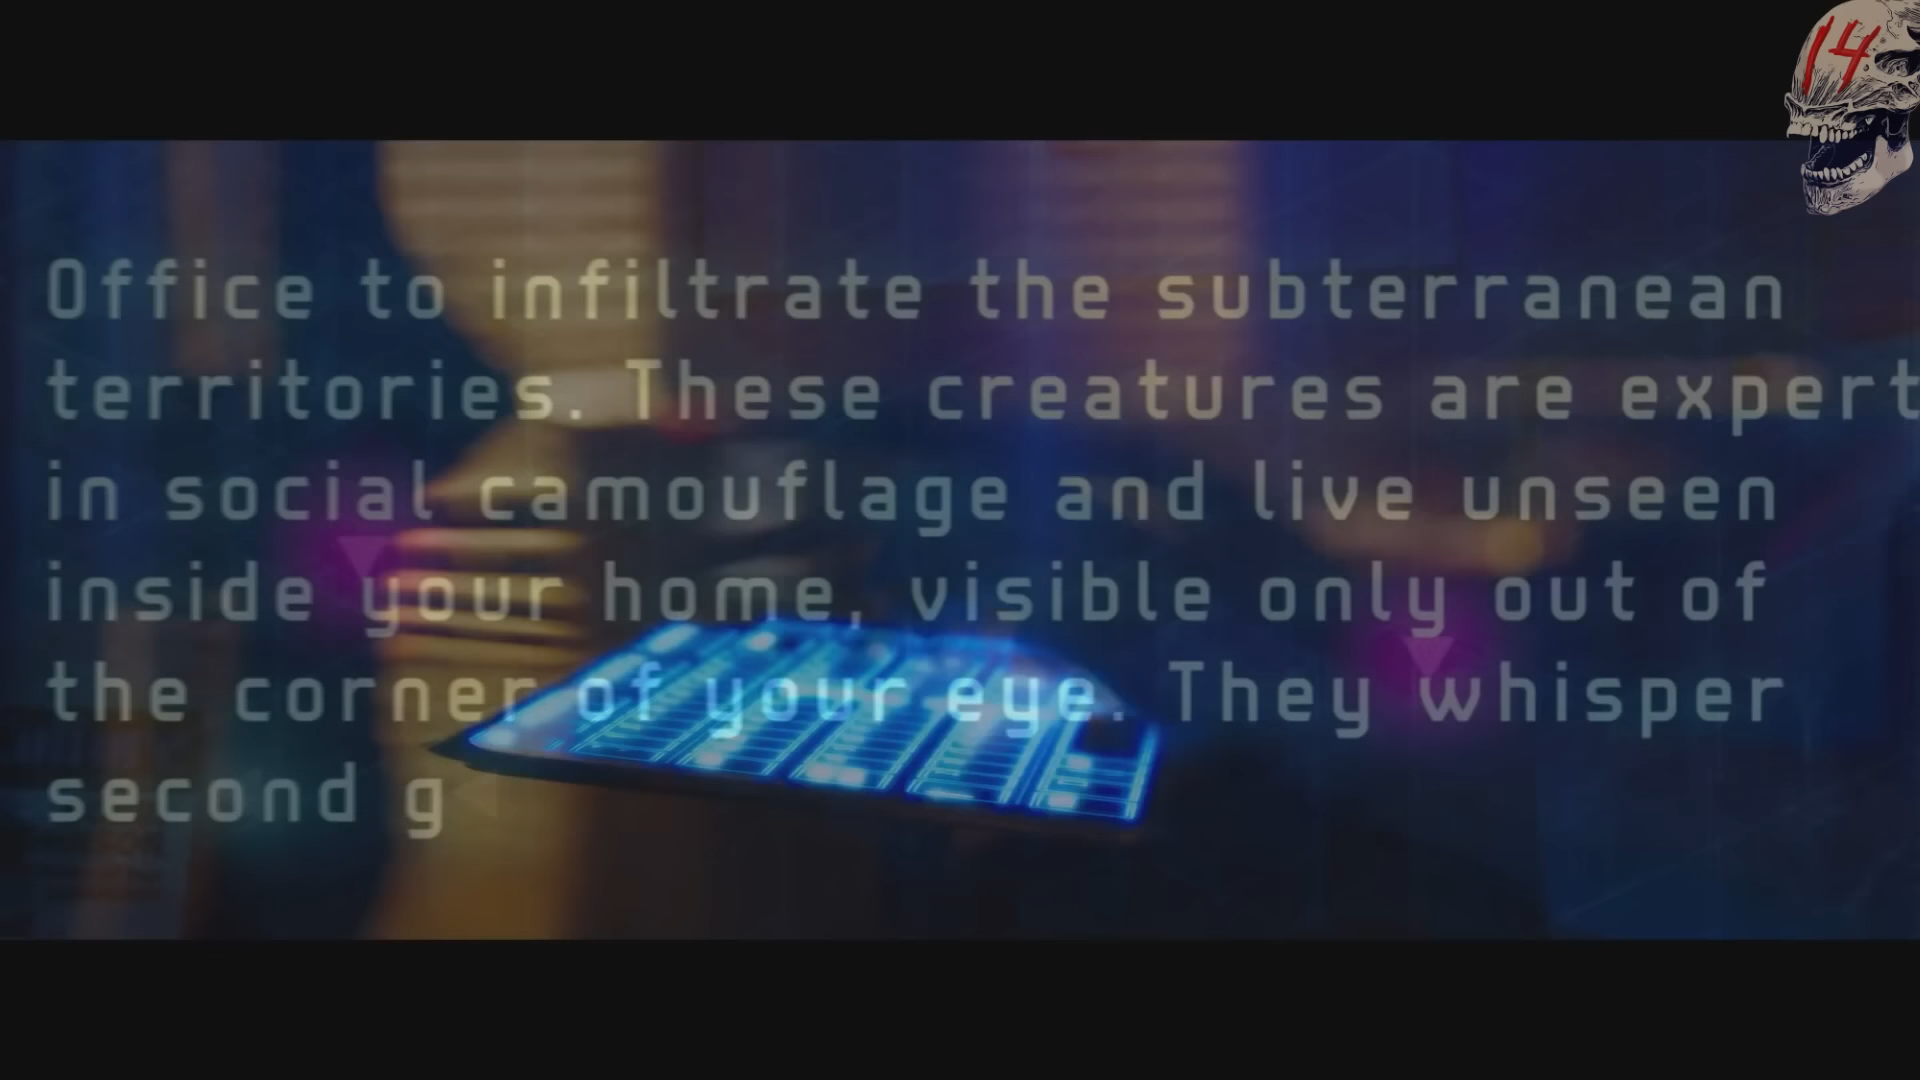 14
Office to infiltrate the subterranean
territories. These creatures are expert
in social camouflage and live unseen
inside your home, visible only out of
the corner of your eye. They whisper
second g